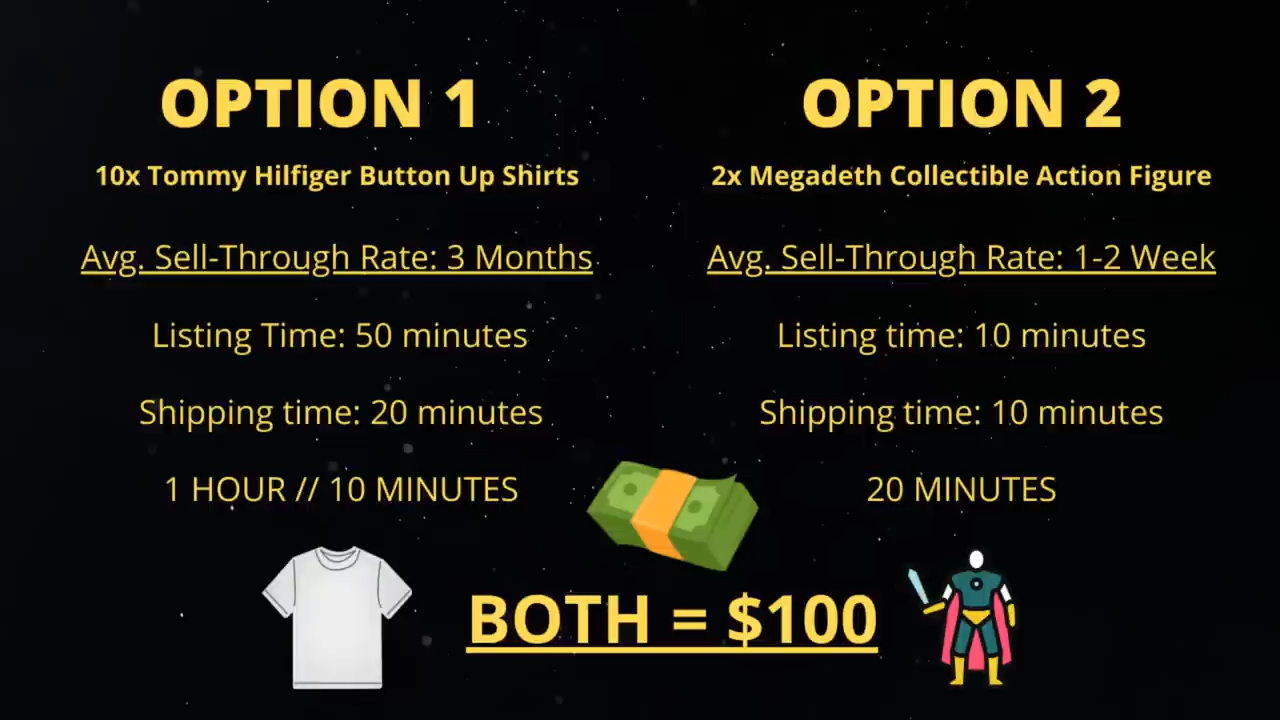 OPTION 1
10x Tommy Hilfiger Button Up Shirts
Avg. Sell-Through Rate: 3 Months
Listing Time: 50 minutes
Shipping time: 20 minutes
1 HOUR // 10 MINUTES
OPTION 2
2x Megadeth Collectible Action Figure
Avg. Sell-Through Rate: 1-2 Week
Listing time: 10 minutes
Shipping time: 10 minutes
20 MINUTES
BOTH = $100